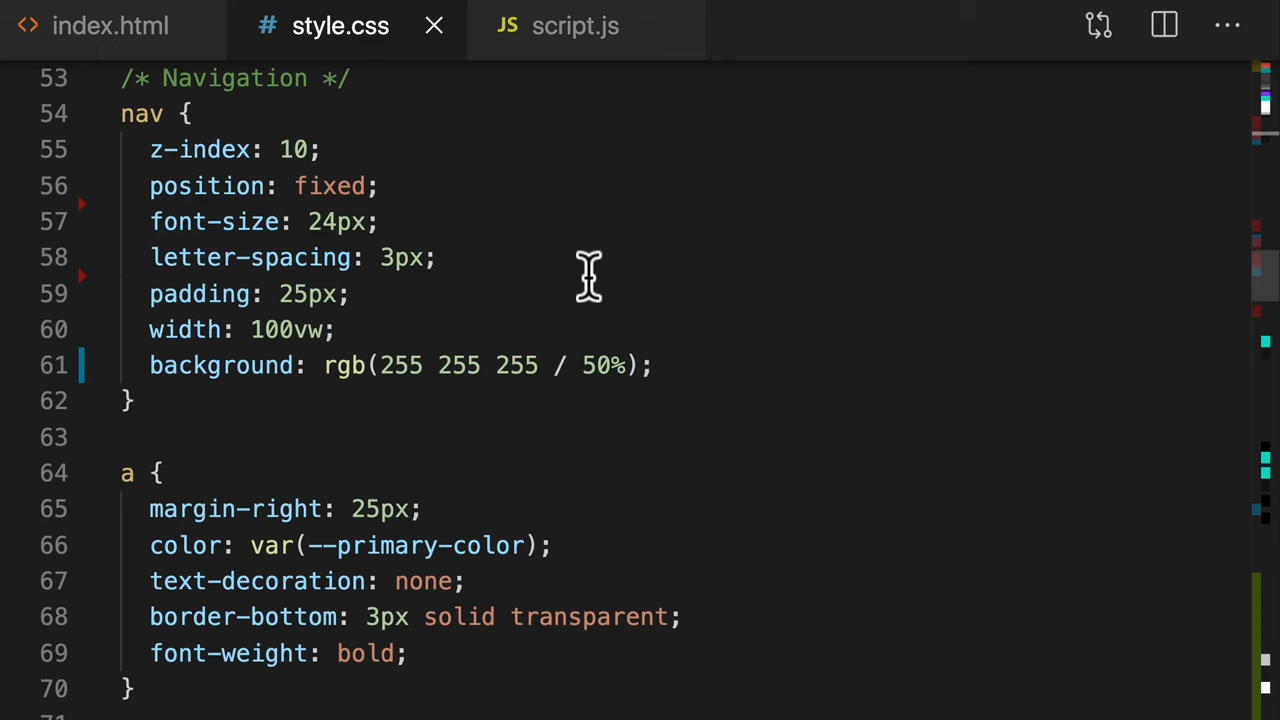 <> index.html # style.css × JS script.js ···
53 /* Navigation */
54 nav {
55 z-index: 10;
56 position: fixed;
57 font-size: 24px;
58 letter-spacing: 3px;
59 padding: 25px;
60 width: 100vw;
61 background: rgb(255 255 255 / 50%);
62 }
63
64 a {
65 margin-right: 25px;
66 color: var(--primary-color);
67 text-decoration: none;
68 border-bottom: 3px solid transparent;
69 font-weight: bold;
70 }
71